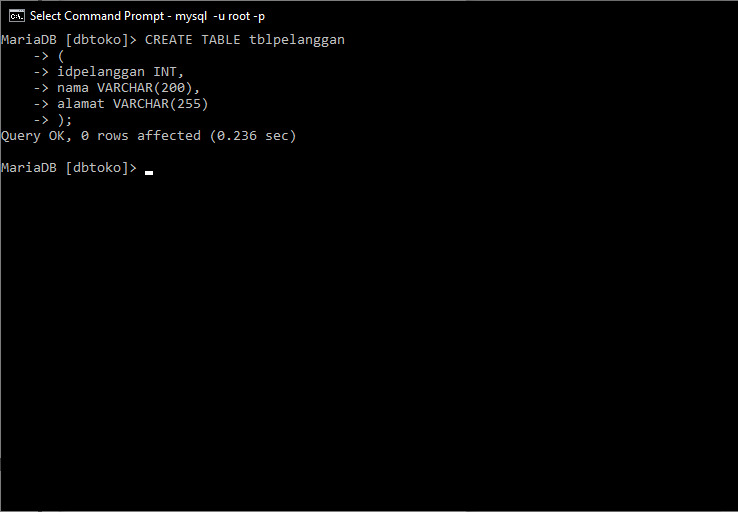 Select Command Prompt - mysql  -u root -p
MariaDB [dbtoko]> CREATE TABLE tblpelanggan
    -> (
    -> idpelanggan INT,
    -> nama VARCHAR(200),
    -> alamat VARCHAR(255)
    -> );
Query OK, 0 rows affected (0.236 sec)
MariaDB [dbtoko]>